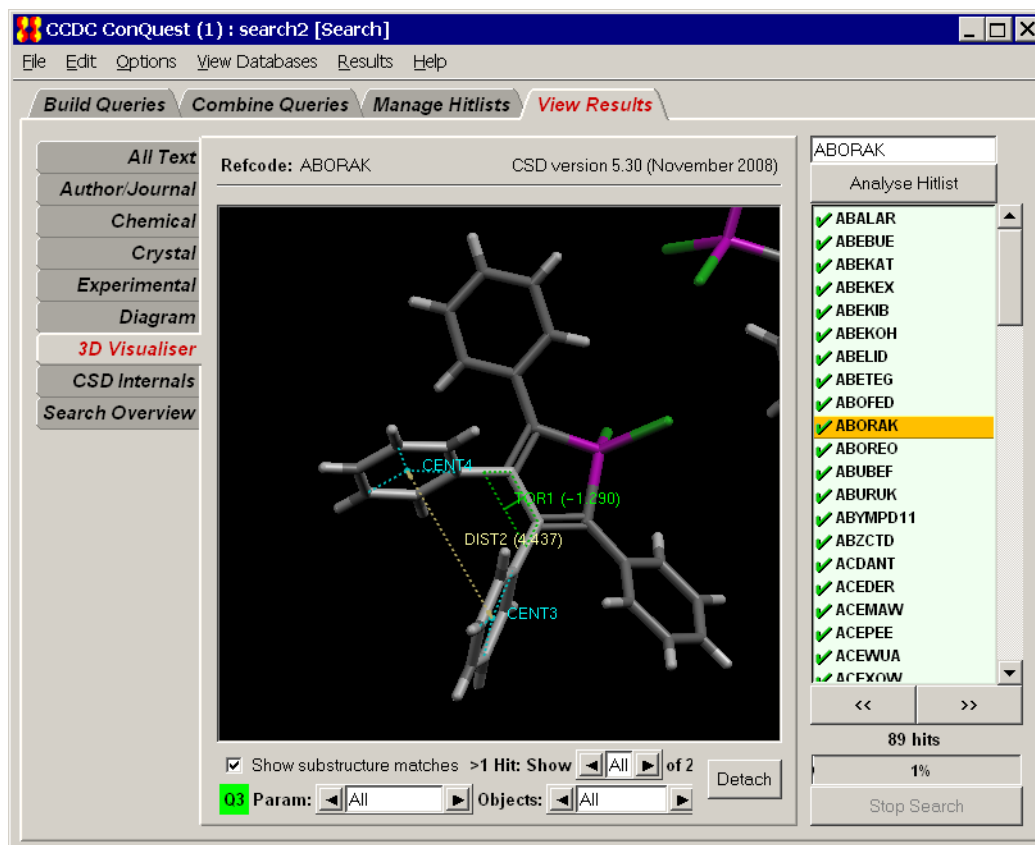 CCDC ConQuest (1) : search2 [Search]
File Edit Options View Databases Results Help
Build Queries Combine Queries Manage Hitlists View Results
All Text
Author/Journal
Chemical
Crystal
Experimental
Diagram
3D Visualiser
CSD Internals
Search Overview
Refcode: ABORAK CSD version 5.30 (November 2008)
CENT4
TOR1 (-1.290)
DIST2 (4.437)
CENT3
Show substructure matches >1 Hit: Show All of 2
Q3 Param: All Objects: All
Detach
ABORAK
Analyse Hitlist
ABALAR
ABEBUE
ABEKAT
ABEKEX
ABEKIB
ABEKOH
ABELID
ABETEG
ABOFED
ABORAK
ABOREO
ABUBEF
ABURUK
ABYMPD11
ABZCTD
ACDANT
ACEDER
ACEMAW
ACEPEE
ACEWUA
ACEXOW
<< >>
89 hits
1%
Stop Search